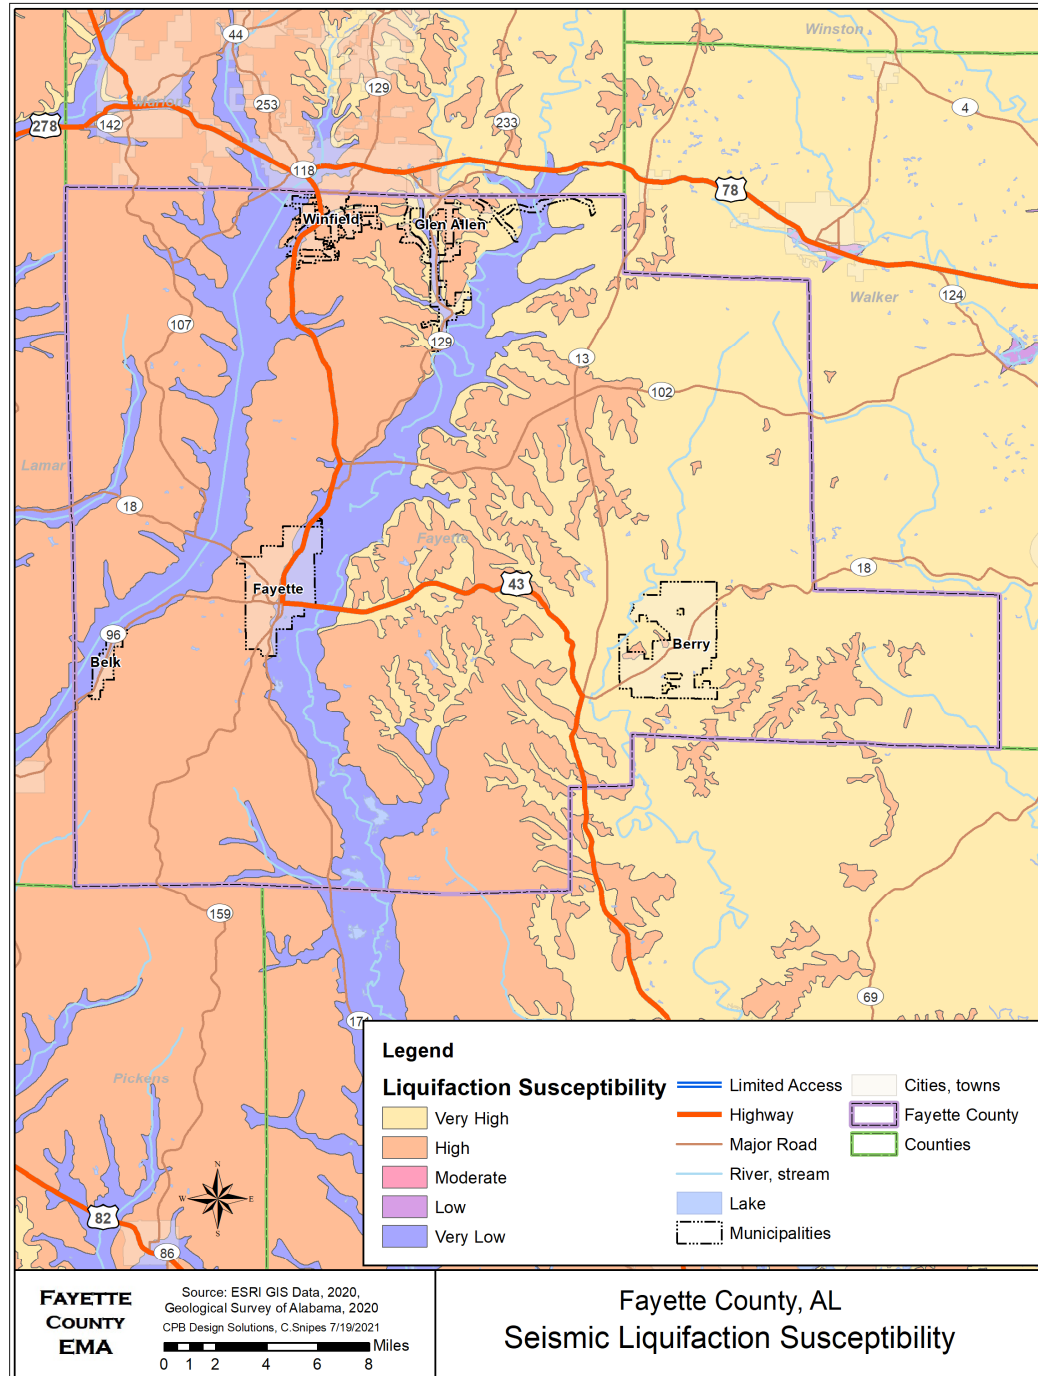 Winston
44
129
253
4
Marion
233
278
142
118
78
Winfield
Glen Allen
Walker
124
107
129
13
102
Lamar
18
Fayette
18
43
Fayette
96
Berry
Belk
159
69
171
Pickens
N
W
E
S
82
86
Legend
Liquifaction Susceptibility
Very High
High
Moderate
Low
Very Low
Limited Access
Highway
Major Road
River, stream
Lake
Municipalities
Cities, towns
Fayette County
Counties
FAYETTE
COUNTY
EMA
Source: ESRI GIS Data, 2020,
Geological Survey of Alabama, 2020
CPB Design Solutions, C.Snipes 7/19/2021
Miles
0 1 2 4 6 8
Fayette County, AL
Seismic Liquifaction Susceptibility